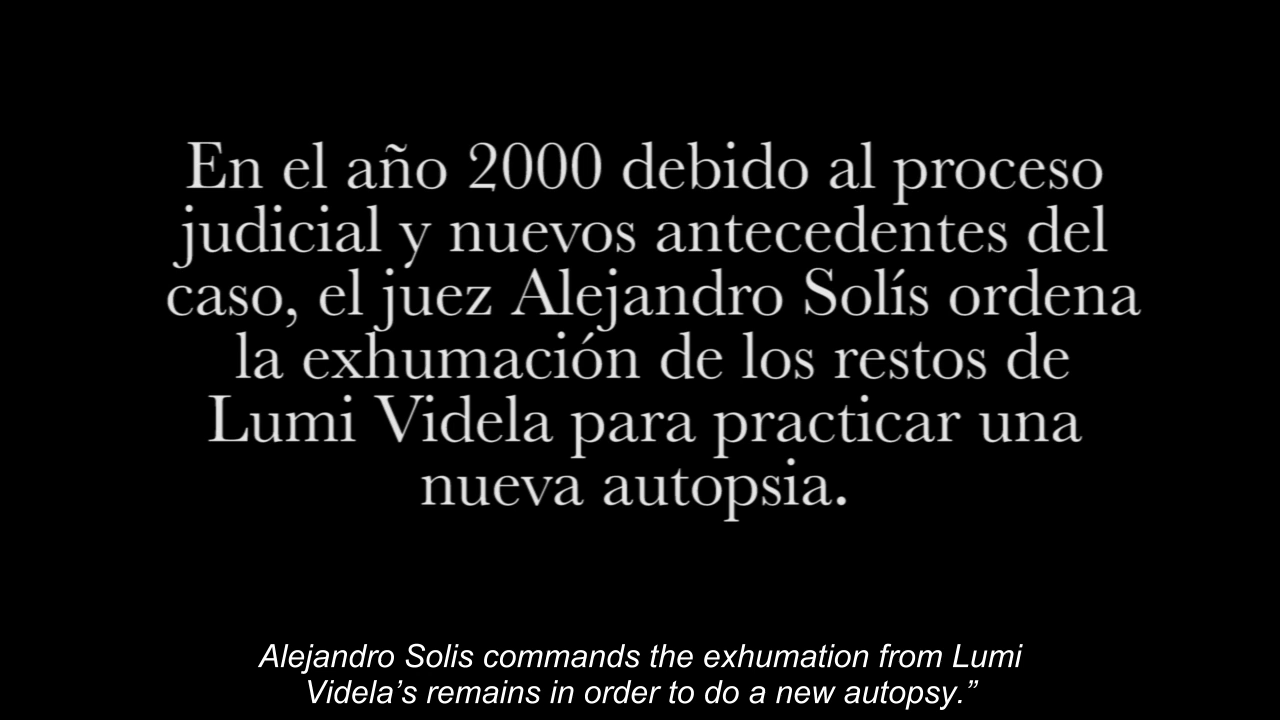 En el año 2000 debido al proceso
judicial y nuevos antecedentes del
caso, el juez Alejandro Solís ordena
la exhumación de los restos de
Lumi Videla para practicar una
nueva autopsia.
Alejandro Solis commands the exhumation from Lumi
Videla’s remains in order to do a new autopsy.”